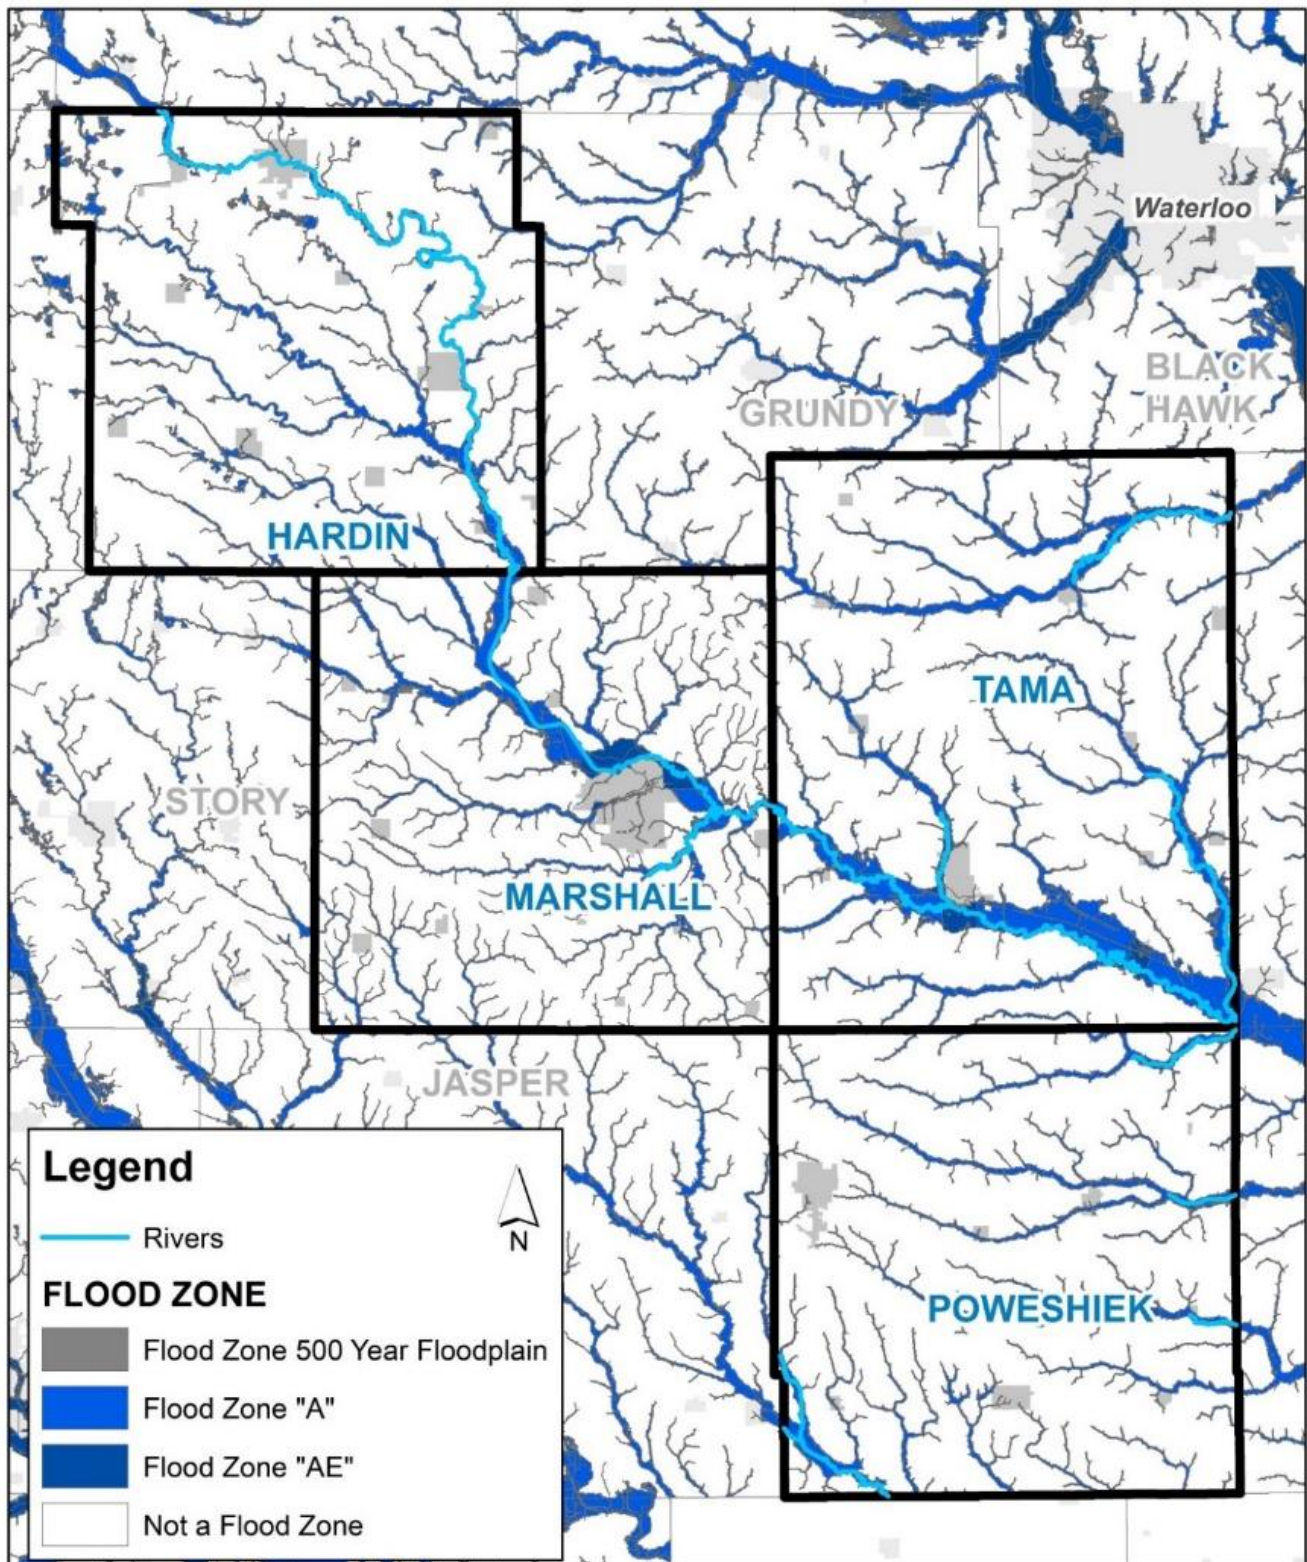 Waterloo
BLACK
HAWK
GRUNDY
HARDIN
TAMA
STORY
MARSHALL
JASPER
POWESHIEK
Legend
Rivers
N
FLOOD ZONE
Flood Zone 500 Year Floodplain
Flood Zone "A"
Flood Zone "AE"
Not a Flood Zone